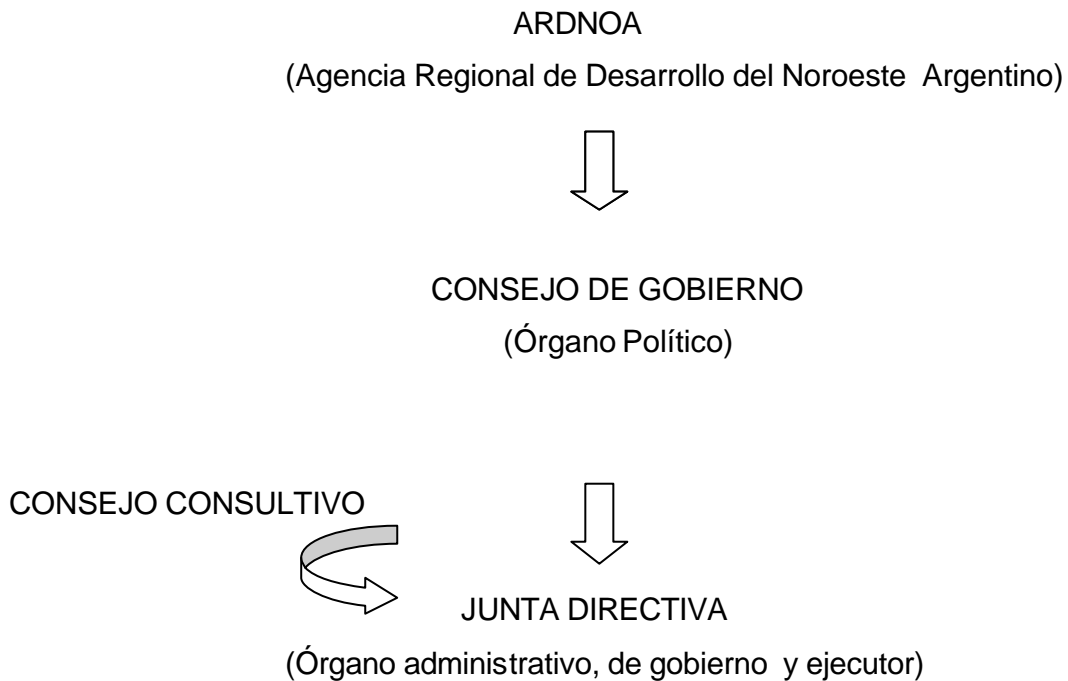 ARDNOA
(Agencia Regional de Desarrollo del Noroeste Argentino)
CONSEJO DE GOBIERNO
(Órgano Político)
CONSEJO CONSULTIVO
JUNTA DIRECTIVA
(Órgano administrativo, de gobierno y ejecutor)